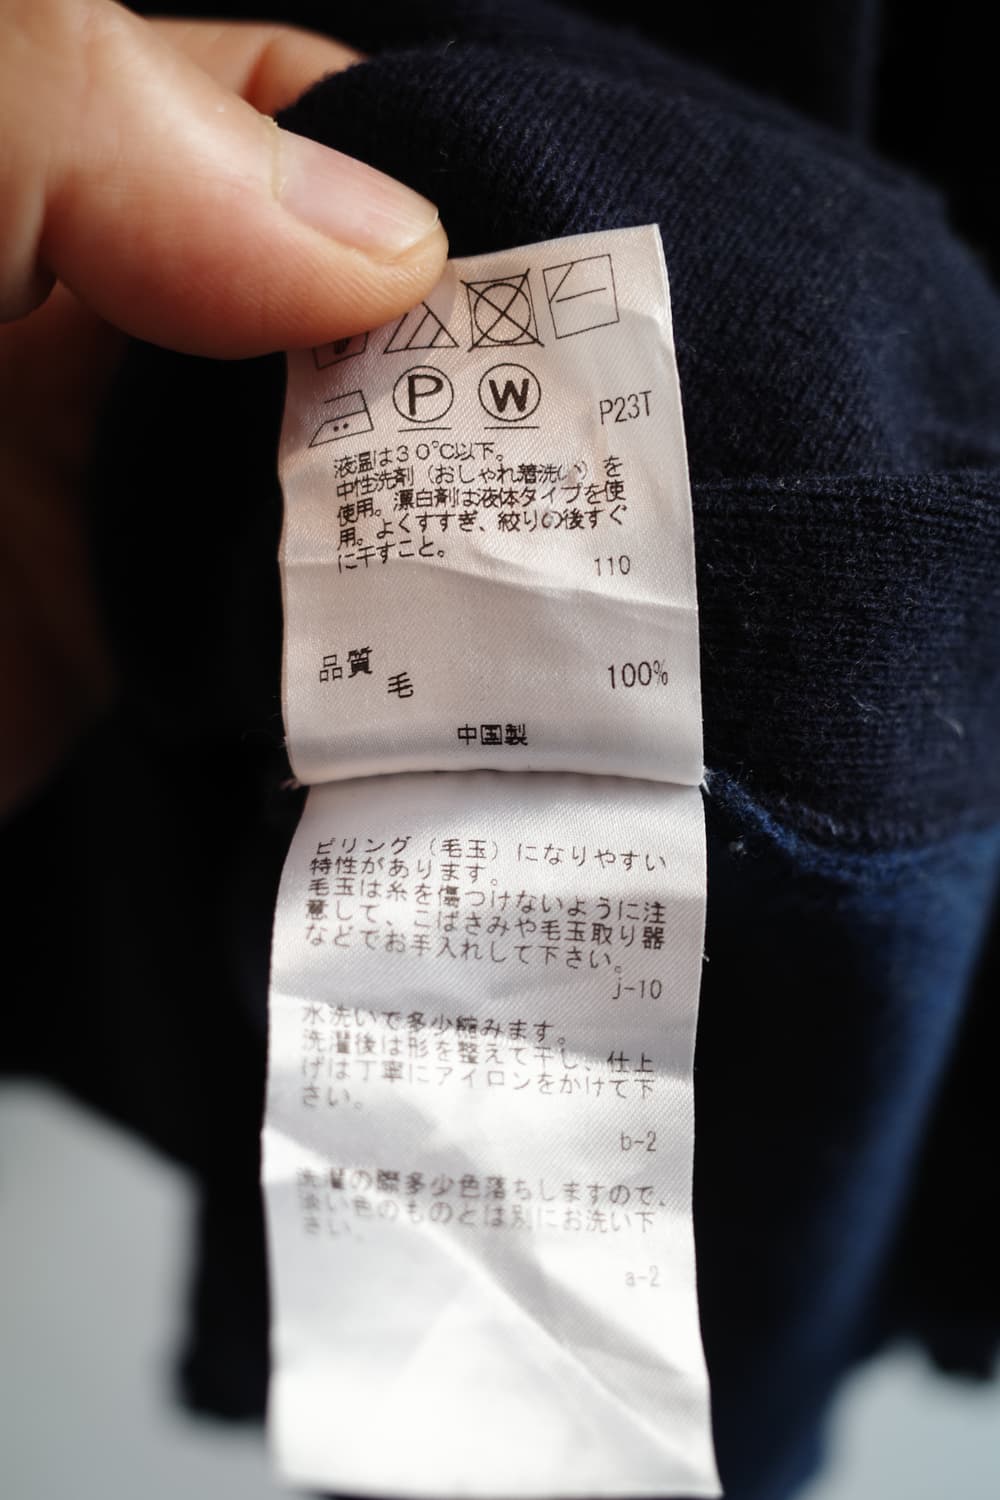 P W P23T
液温は30℃以下。
中性洗剤(おしゃれ着洗い)を
使用。漂白剤は液体タイプを使
用。よくすすぎ、絞りの後すぐ
に干すこと。
110
品質
毛 100%
中国製
ピリング(毛玉)になりやすい
特性があります。
毛玉は糸を傷つけないように注
意して、こばさみや毛玉取り器
などでお手入れして下さい。
j-10
水洗いで多少縮みます。
洗濯後は形を整えて干し、仕上
げは丁寧にアイロンをかけて下
さい。
b-2
洗濯の際多少色落ちしますので、
淡い色のものとは別にお洗い下
さい。
a-2